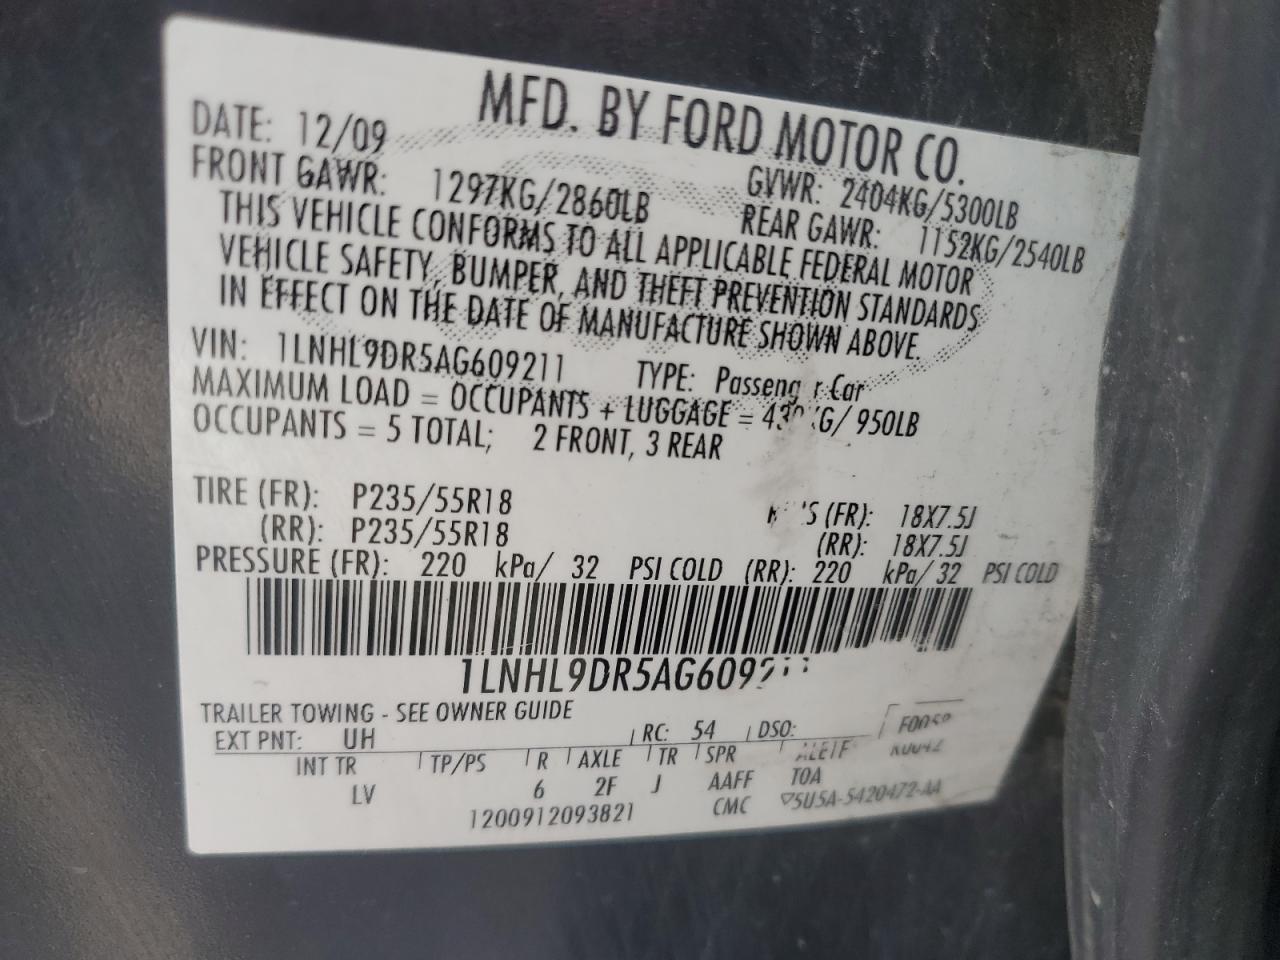 MFD. BY FORD MOTOR CO.
DATE: 12/09 GVWR: 2404KG/5300LB
FRONT GAWR: 1297KG/2860LB REAR GAWR: 1152KG/2540LB
THIS VEHICLE CONFORMS TO ALL APPLICABLE FEDERAL MOTOR
VEHICLE SAFETY, BUMPER, AND THEFT PREVENTION STANDARDS
IN EFFECT ON THE DATE OF MANUFACTURE SHOWN ABOVE.
VIN: 1LNHL9DR5AG609211 TYPE: Car
MAXIMUM LOAD = OCCUPANTS + LUGGAGE = 950LB
OCCUPANTS = 5 TOTAL; 2 FRONT, 3 REAR
TIRE (FR): P235/55R18 (FR): 18X7.5J
(RR): P235/55R18 (RR): 18X7.5J
PRESSURE (FR): 220 kPa/ 32 PSI COLD (RR): 220 kPa/ 32 PSI COLD
TRAILER TOWING - SEE OWNER GUIDE
EXT PNT: UH RC: 54 DSO:
INT TR TP/PS R AXLE TR SPR
LV 6 2F J AAFF TOA
1200912093821 CMC ▽5U5A-5420472-AA